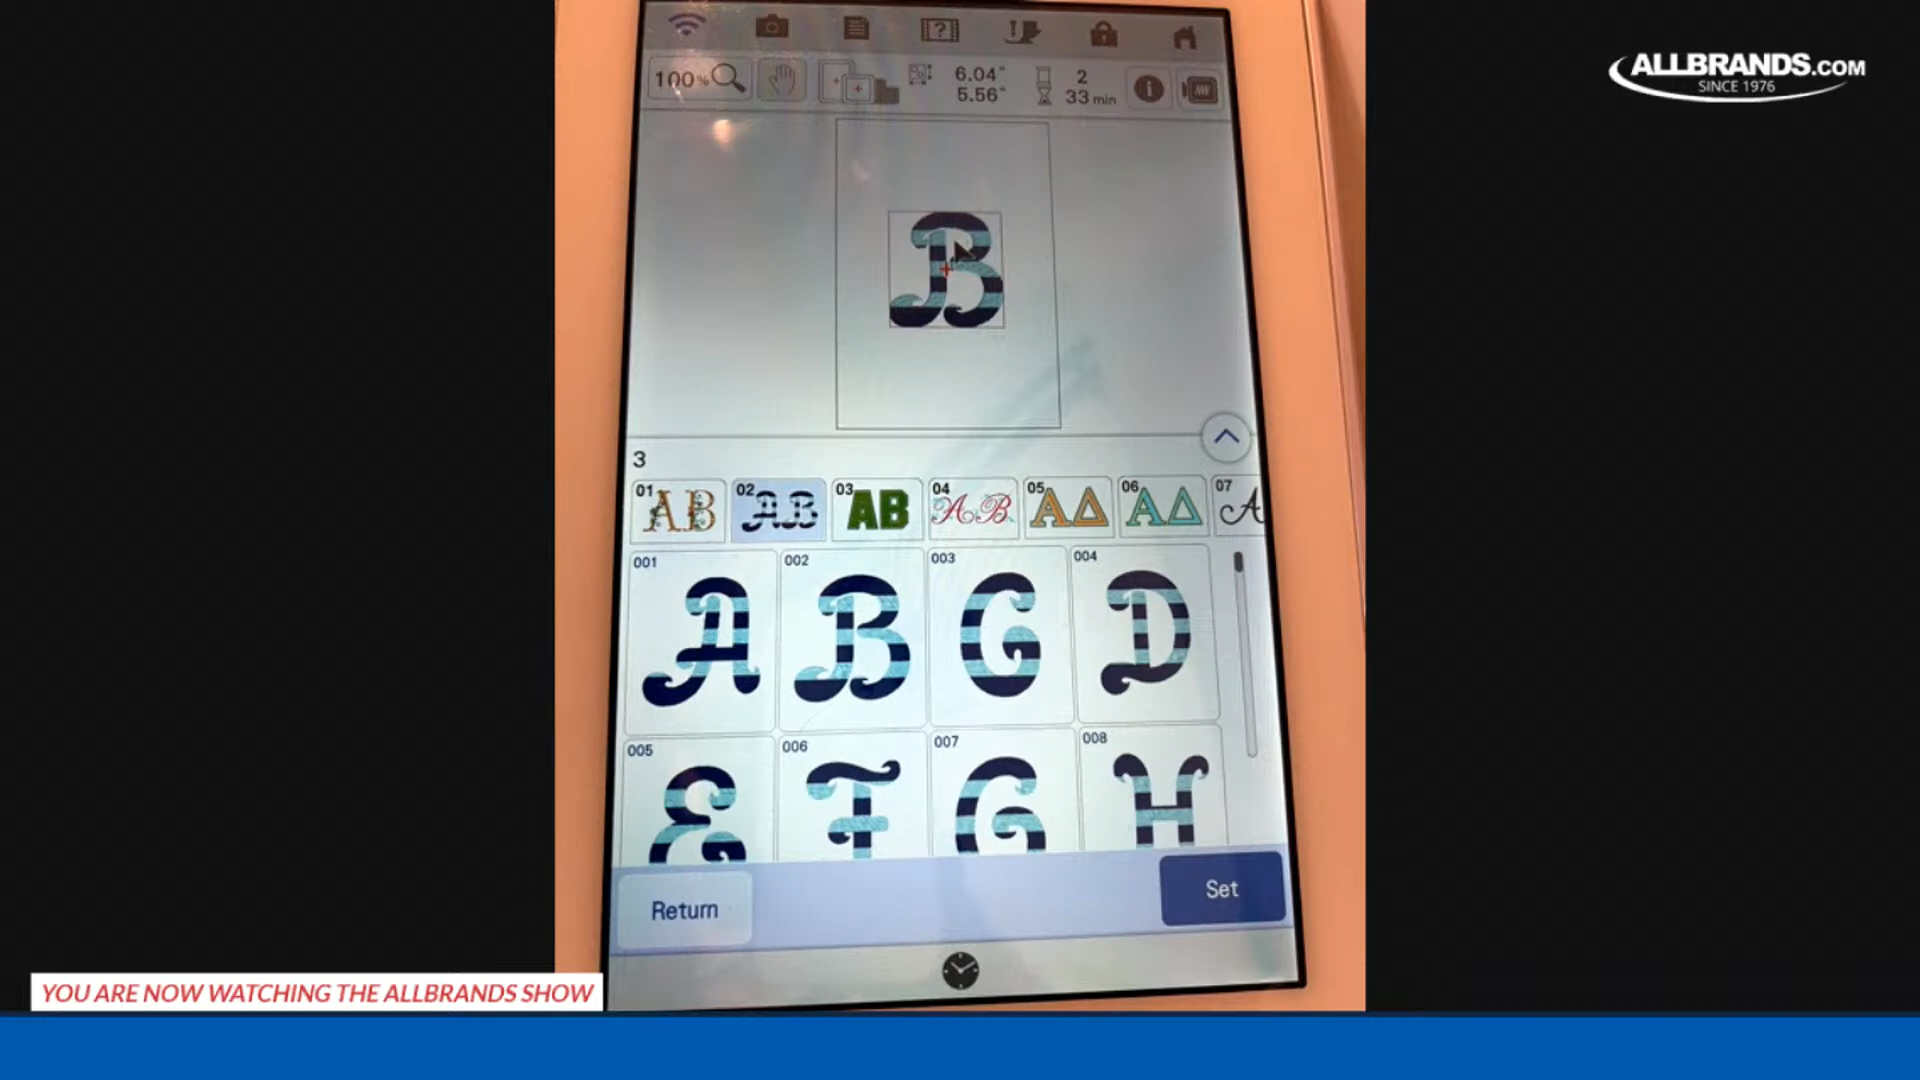 ALLBRANDS.COM
SINCE 1976
100%
6.04"
5.56"
2
33 min
3
01 AB
02 AB
03 AB
04 AB
05 ΑΔ
06 ΑΔ
07 A
001
002
003
004
A
B
C
D
005
006
007
008
E
F
G
H
B
Return
Set
YOU ARE NOW WATCHING THE ALLBRANDS SHOW